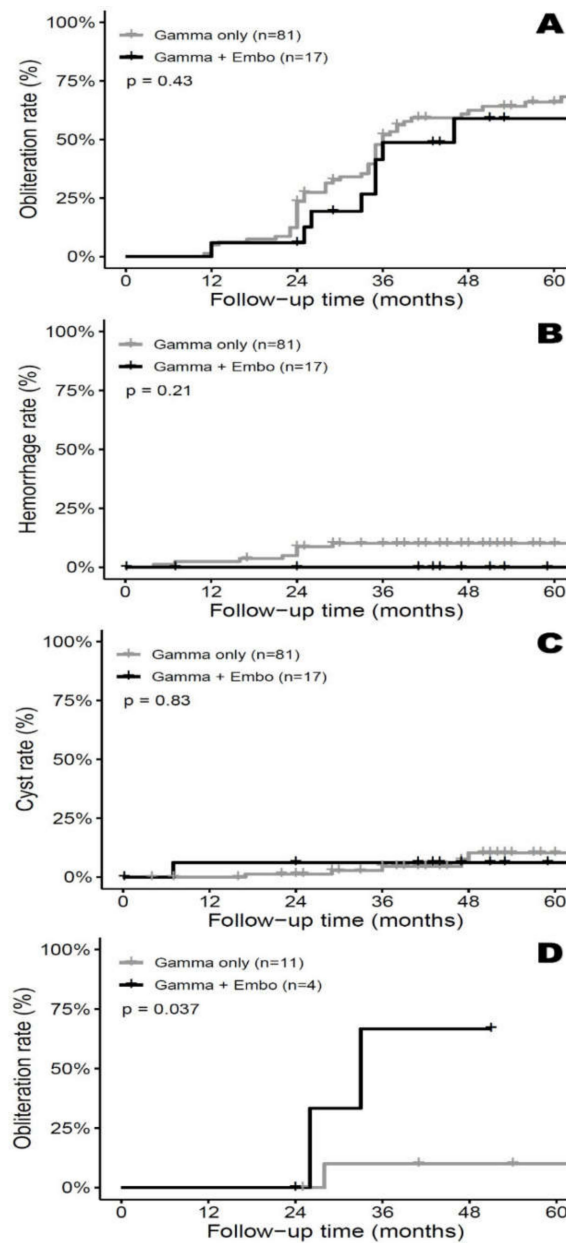 A
100%
Gamma only (n=81)
Gamma + Embo (n=17)
p = 0.43
75%
50%
25%
0%
Obliteration rate (%)
0 12 24 36 48 60
Follow−up time (months)
B
100%
Gamma only (n=81)
Gamma + Embo (n=17)
p = 0.21
75%
50%
25%
0%
Hemorrhage rate (%)
0 12 24 36 48 60
Follow−up time (months)
C
100%
Gamma only (n=81)
Gamma + Embo (n=17)
p = 0.83
75%
50%
25%
0%
Cyst rate (%)
0 12 24 36 48 60
Follow−up time (months)
D
100%
Gamma only (n=11)
Gamma + Embo (n=4)
p = 0.037
75%
50%
25%
0%
Obliteration rate (%)
0 12 24 36 48 60
Follow−up time (months)